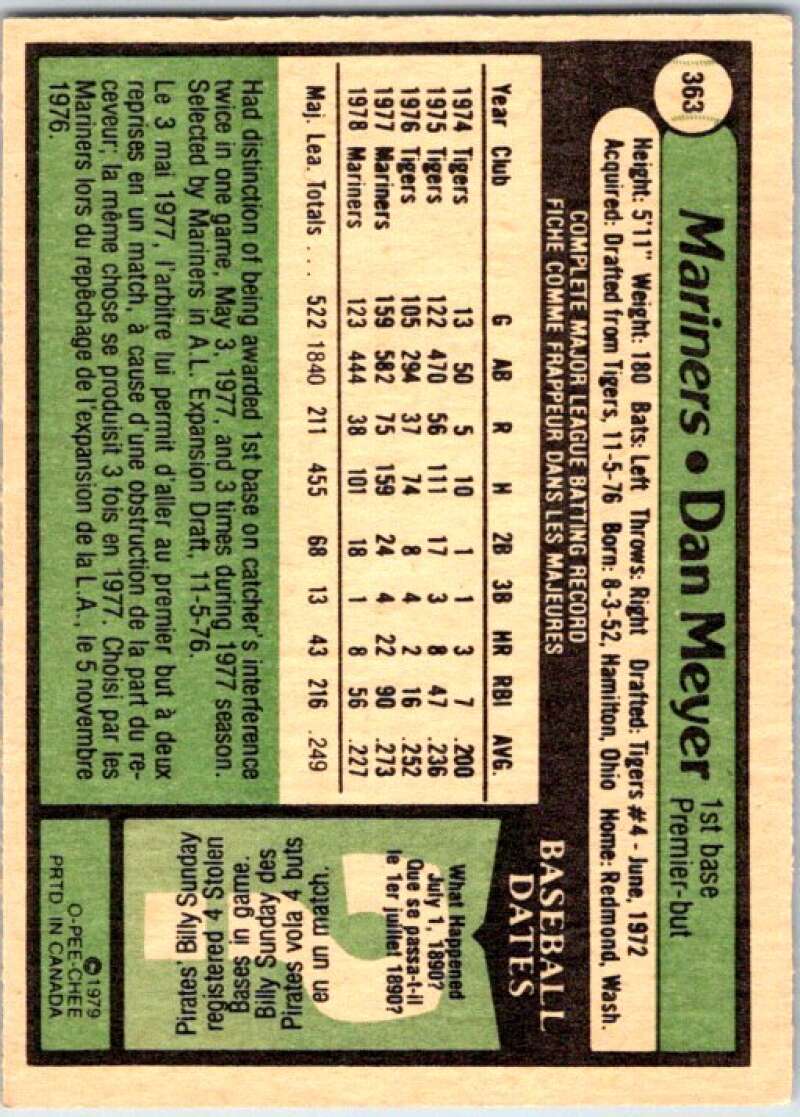 363
Mariners • Dan Meyer
1st base
Premier-but
Height: 5'11" Weight: 180 Bats: Left Throws: Right Drafted: Tigers #4 - June, 1972
Acquired: Drafted from Tigers, 11-5-76 Born: 8-3-52, Hamilton, Ohio Home: Redmond, Wash.
COMPLETE MAJOR LEAGUE BATTING RECORD
FICHE COMME FRAPPEUR DANS LES MAJEURES
Year Club G AB R H 2B 3B HR RBI AVG.
1974 Tigers 13 50 5 10 1 1 3 7 .200
1975 Tigers 122 470 56 111 17 3 8 47 .236
1976 Tigers 105 294 37 74 8 4 2 16 .252
1977 Mariners 159 582 75 159 24 4 22 90 .273
1978 Mariners 123 444 38 101 18 1 8 56 .227
Maj. Lea. Totals . . . 522 1840 211 455 68 13 43 216 .249
Had distinction of being awarded 1st base on catcher's interference
twice in one game, May 3, 1977, and 3 times during 1977 season.
Selected by Mariners in A.L. Expansion Draft, 11-5-76.
Le 3 mai 1977, l'arbitre lui permit d'aller au premier but à deux
reprises en un match, à cause d'une obstruction de la part du re-
ceveur; la même chose se produisit 3 fois en 1977. Choisi par les
Mariners lors du repêchage de l'expansion de la L.A., le 5 novembre
1976.
BASEBALL
DATES
What Happened
July 1, 1890?
Que se passa-t-il
le 1er juillet 1890?
Pirates' Billy Sunday
registered 4 Stolen
Bases in game.
Billy Sunday des
Pirates vola 4 buts
en un match.
©1979
O-PEE-CHEE
PRTD. IN CANADA